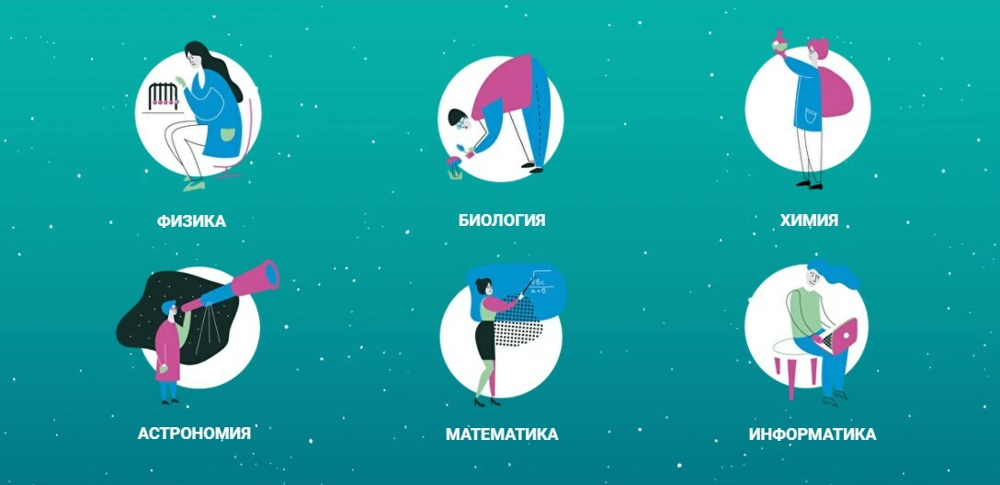 ФИЗИКА
БИОЛОГИЯ
ХИМИЯ
АСТРОНОМИЯ
МАТЕМАТИКА
ИНФОРМАТИКА